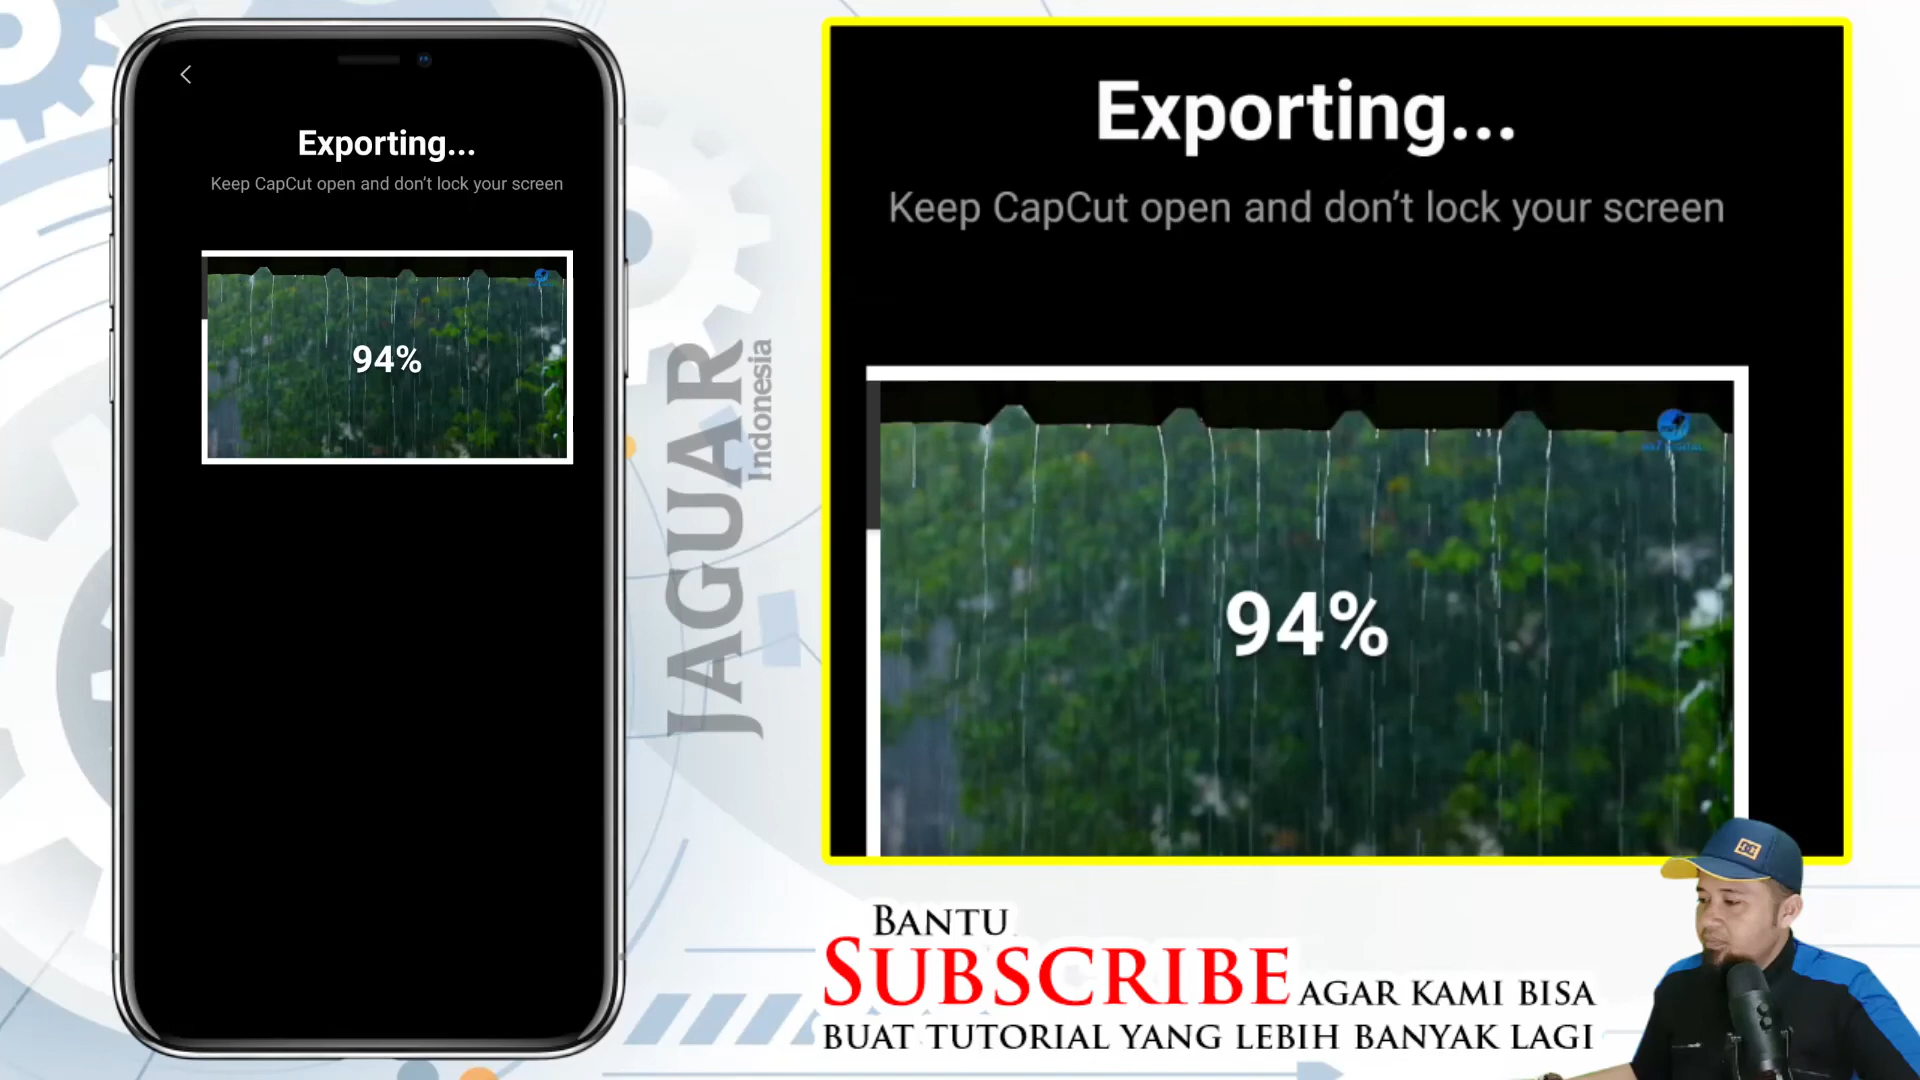 Exporting...
Keep CapCut open and don't lock your screen
94%
JAGUAR
Indonesia
Exporting...
Keep CapCut open and don't lock your screen
94%
BANTU
SUBSCRIBE AGAR KAMI BISA
BUAT TUTORIAL YANG LEBIH BANYAK LAGI